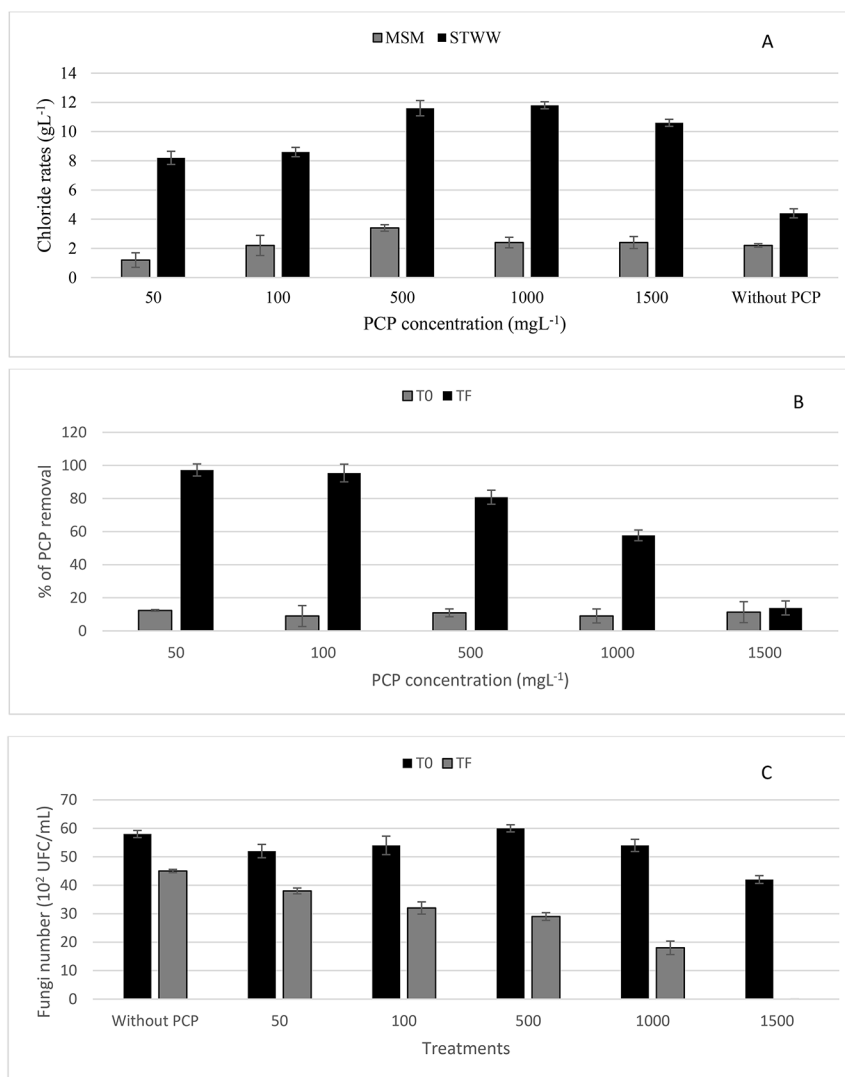 MSM STWW
A
Chloride rates (gL⁻¹)
14
12
10
8
6
4
2
0
50 100 500 1000 1500 Without PCP
PCP concentration (mgL⁻¹)
T0 TF
B
% of PCP removal
120
100
80
60
40
20
0
50 100 500 1000 1500
PCP concentration (mgL⁻¹)
T0 TF
C
Fungi number (10² UFC/mL)
70
60
50
40
30
20
10
0
Without PCP 50 100 500 1000 1500
Treatments